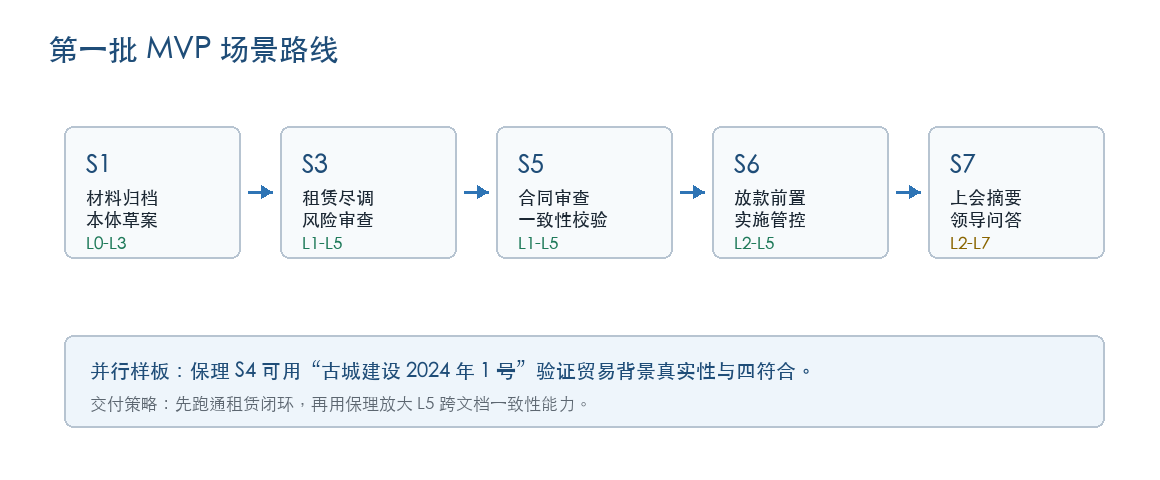 第一批 MVP 场景路线
S1
材料归档
本体草案
L0-L3
S3
租赁尽调
风险审查
L1-L5
S5
合同审查
一致性校验
L1-L5
S6
放款前置
实施管控
L2-L5
S7
上会摘要
领导问答
L2-L7
并行样板：保理 S4 可用“古城建设 2024 年 1 号”验证贸易背景真实性与四符合。
交付策略：先跑通租赁闭环，再用保理放大 L5 跨文档一致性能力。